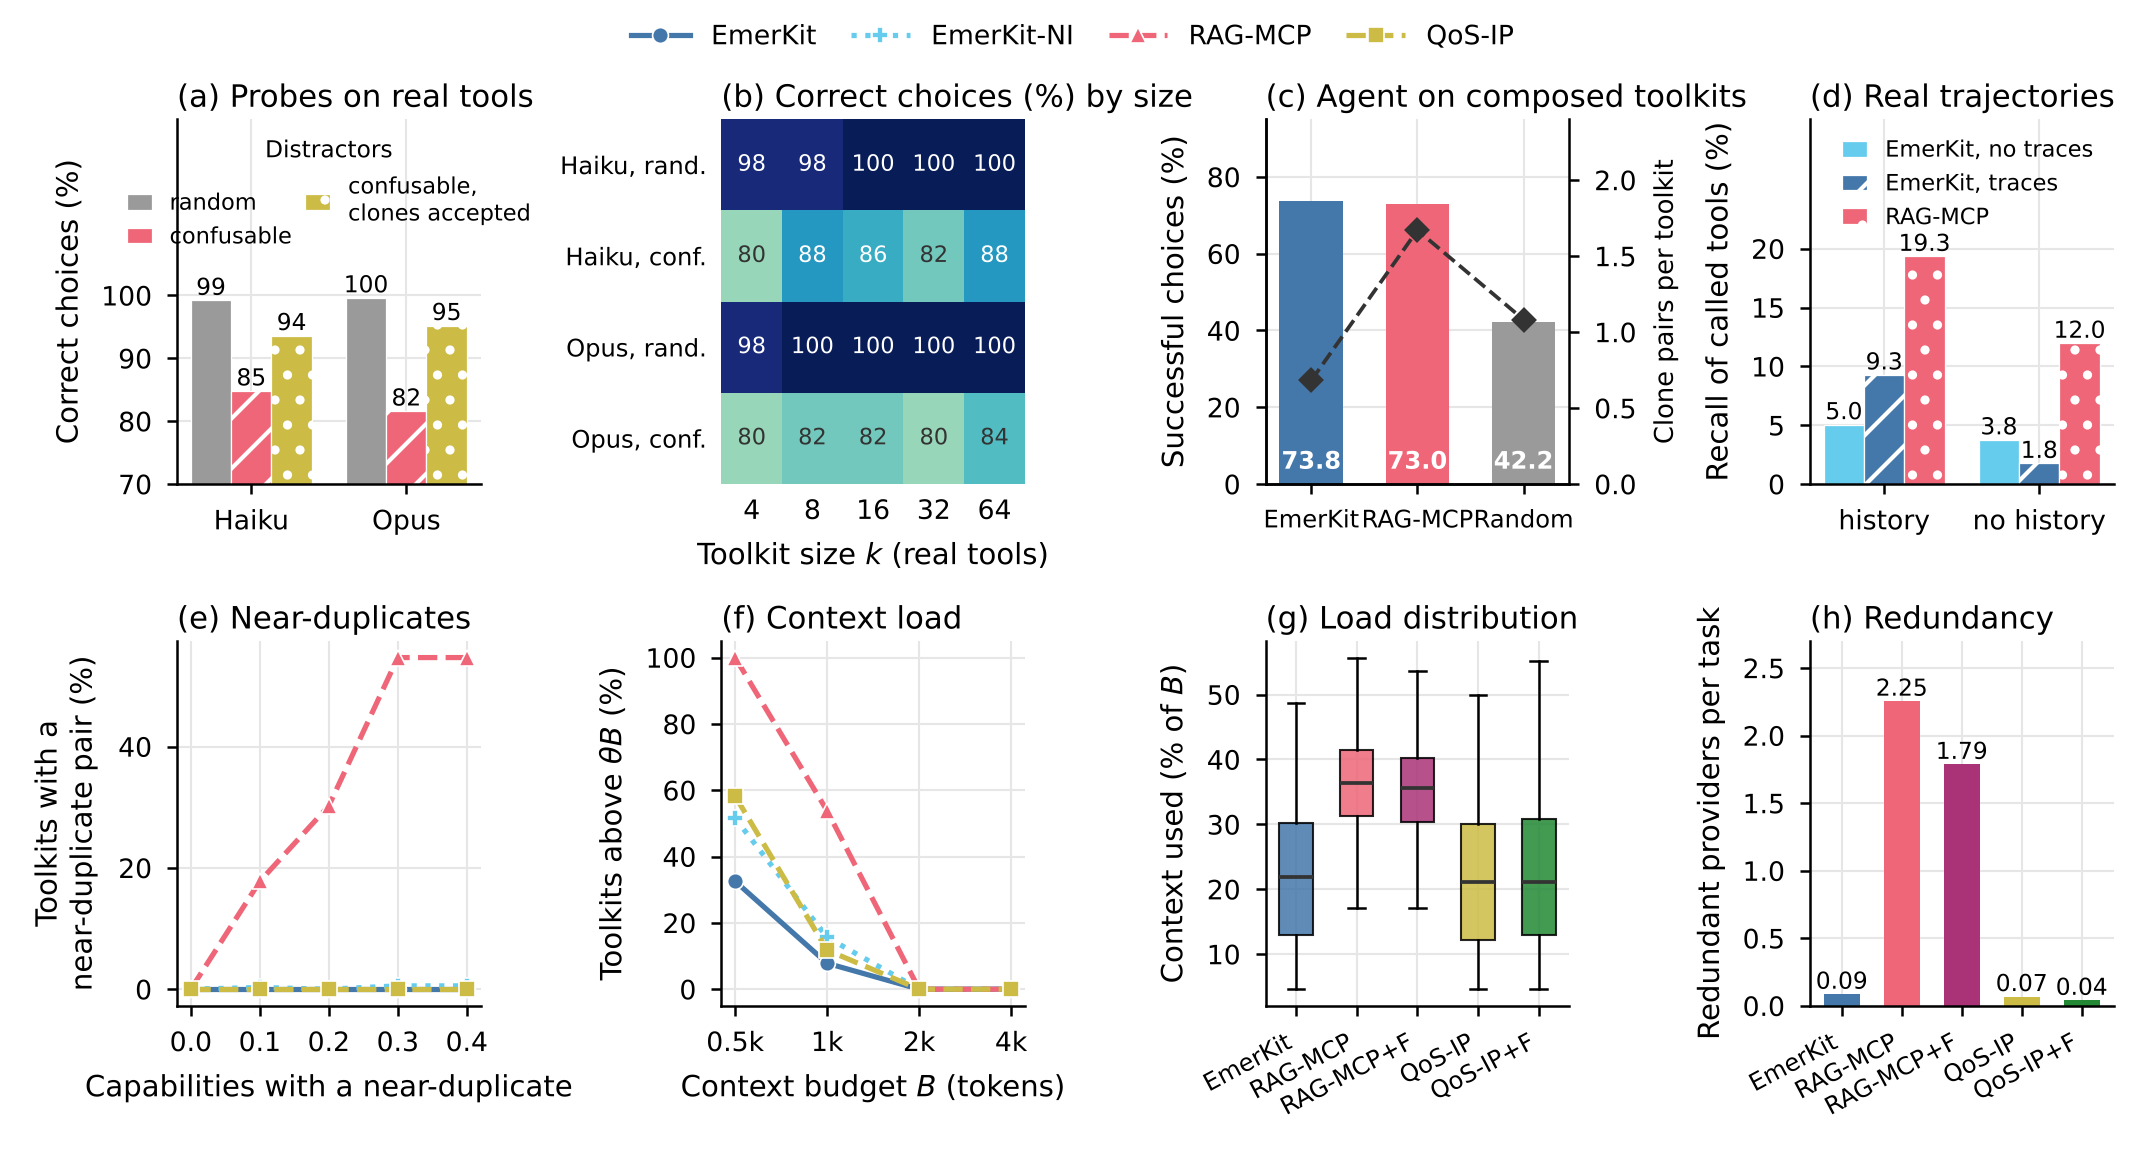 EmerKit EmerKit-NI RAG-MCP QoS-IP
(a) Probes on real tools
Correct choices (%)
Distractors
random
confusable
confusable,
clones accepted
100
90
80
70
99
85
94
100
82
95
Haiku Opus
(b) Correct choices (%) by size
Haiku, rand. 98 98 100 100 100
Haiku, conf. 80 88 86 82 88
Opus, rand. 98 100 100 100 100
Opus, conf. 80 82 82 80 84
4 8 16 32 64
Toolkit size k (real tools)
(c) Agent on composed toolkits
Successful choices (%)
80
60
40
20
0
73.8 73.0 42.2
EmerKit RAG-MCP Random
2.0
1.5
1.0
0.5
0.0
Clone pairs per toolkit
(d) Real trajectories
Recall of called tools (%)
EmerKit, no traces
EmerKit, traces
RAG-MCP
20
15
10
5
0
5.0
9.3
19.3
3.8
1.8
12.0
history no history
(e) Near-duplicates
Toolkits with a
near-duplicate pair (%)
40
20
0
0.0 0.1 0.2 0.3 0.4
Capabilities with a near-duplicate
(f) Context load
Toolkits above θB (%)
100
80
60
40
20
0
0.5k 1k 2k 4k
Context budget B (tokens)
(g) Load distribution
Context used (% of B)
50
40
30
20
10
EmerKit
RAG-MCP
RAG-MCP+F
QoS-IP
QoS-IP+F
(h) Redundancy
Redundant providers per task
2.5
2.0
1.5
1.0
0.5
0.0
0.09
2.25
1.79
0.07
0.04
EmerKit
RAG-MCP
RAG-MCP+F
QoS-IP
QoS-IP+F